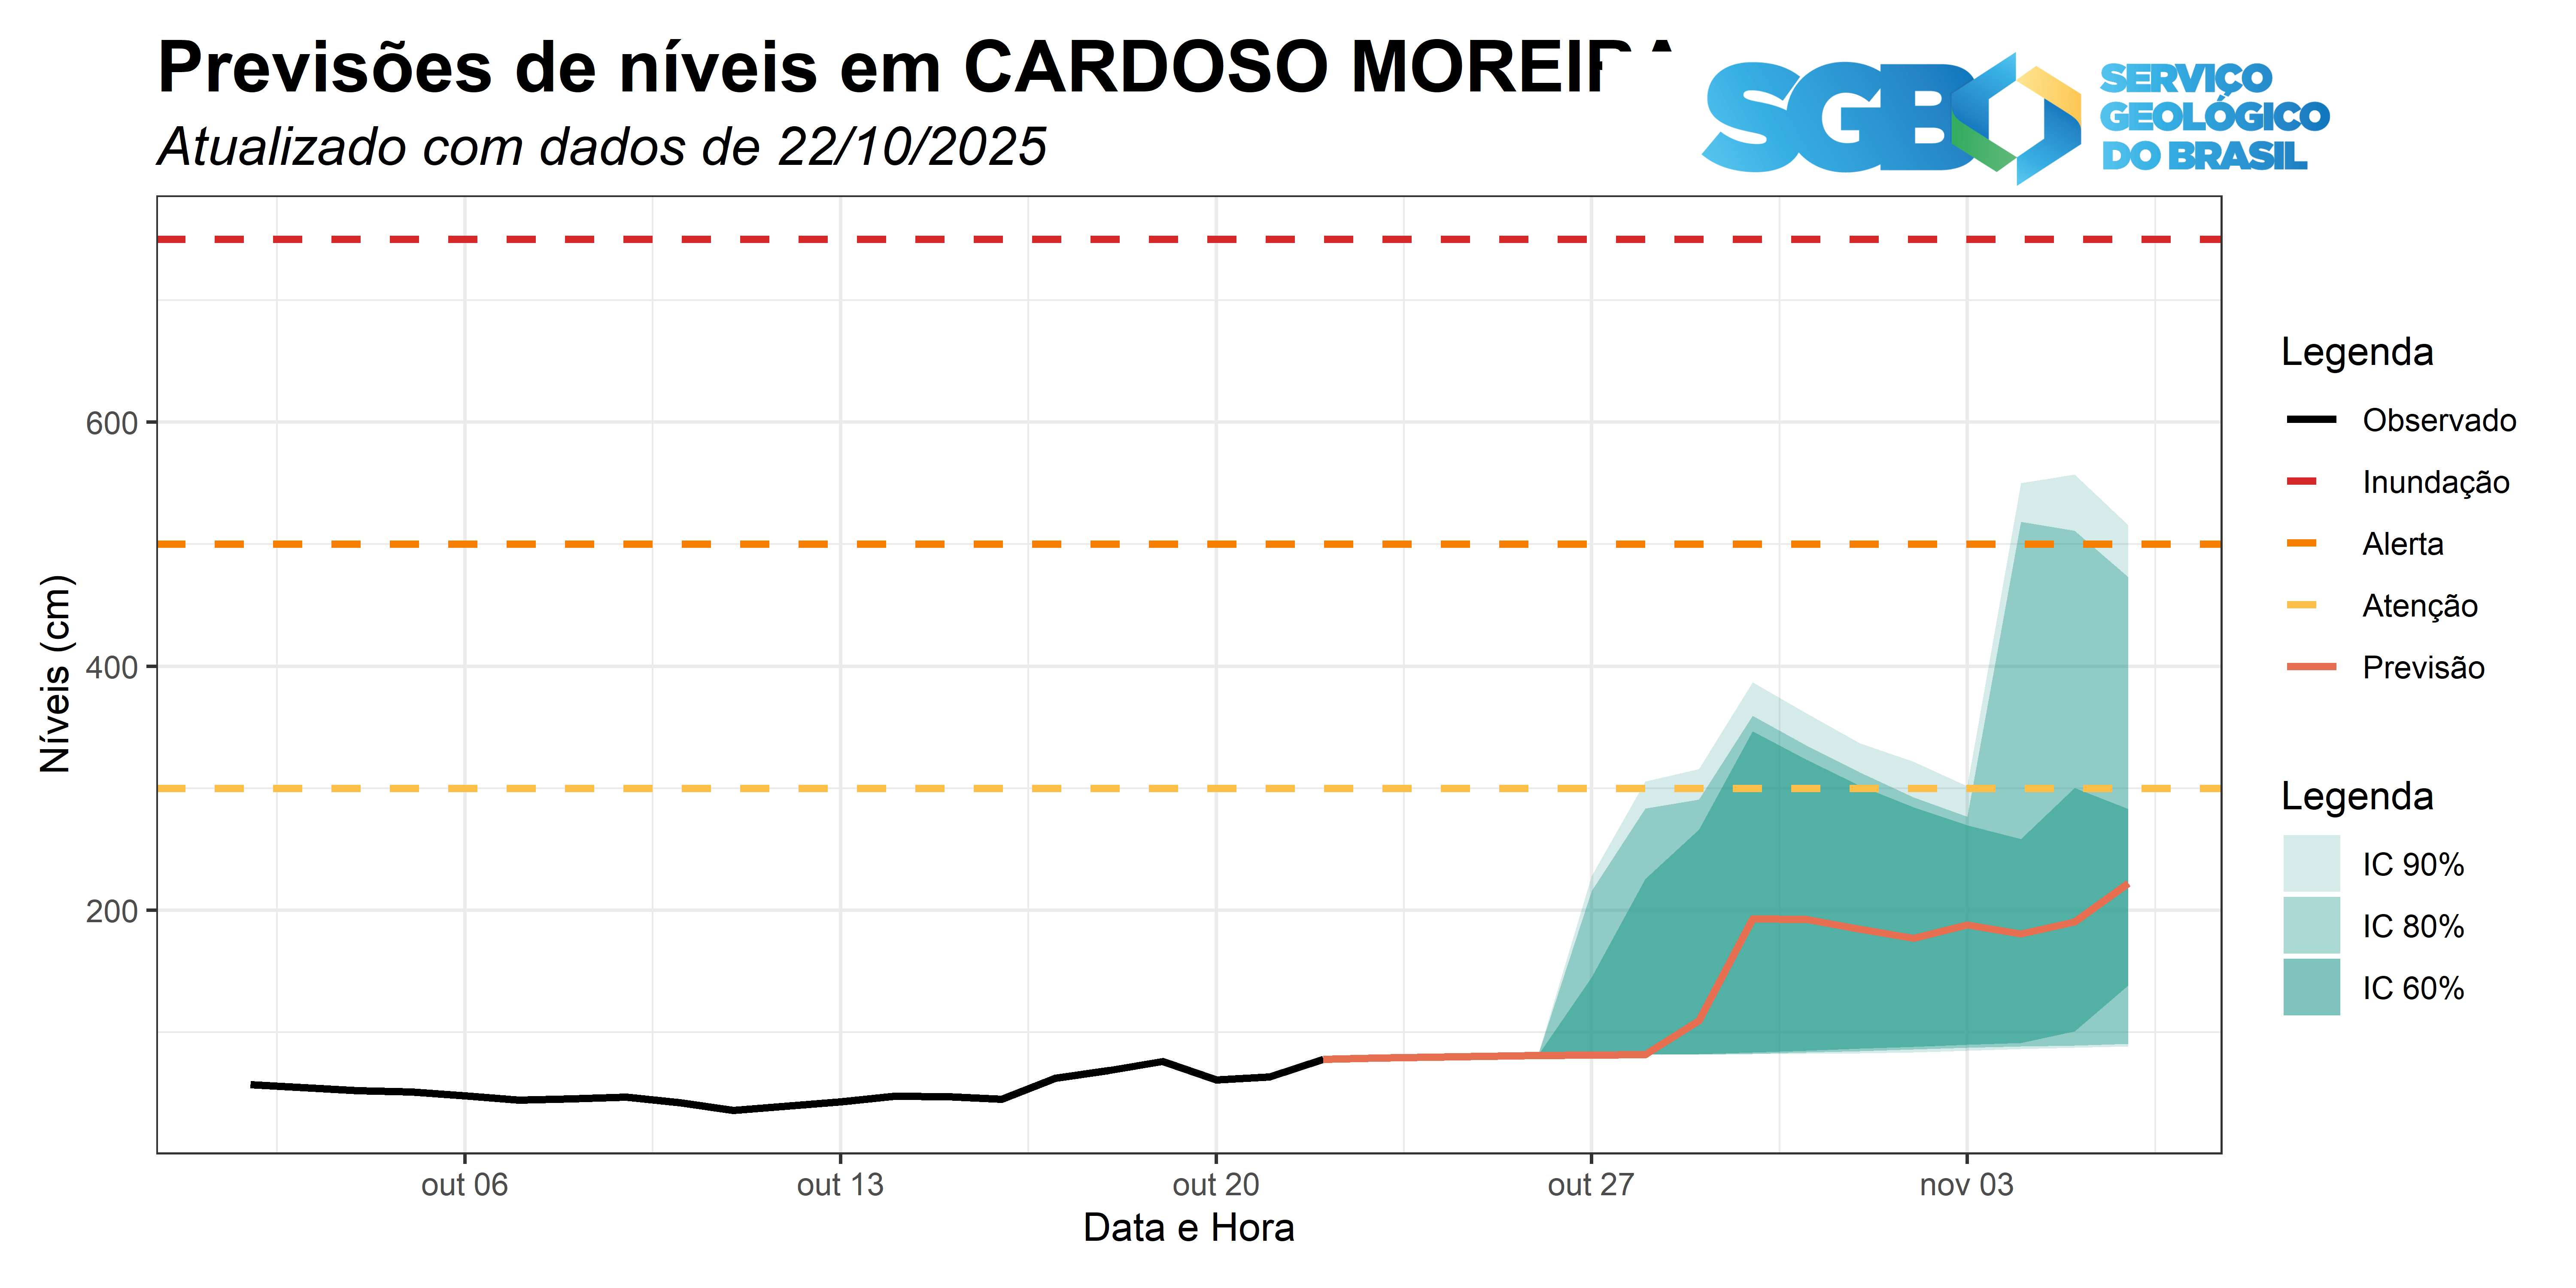 Previsões de níveis em CARDOSO MOREIRA
Atualizado com dados de 22/10/2025
SGB
SERVIÇO
GEOLÓGICO
DO BRASIL
Níveis (cm)
600
400
200
out 06
out 13
out 20
out 27
nov 03
Data e Hora
Legenda
Observado
Inundação
Alerta
Atenção
Previsão
Legenda
IC 90%
IC 80%
IC 60%